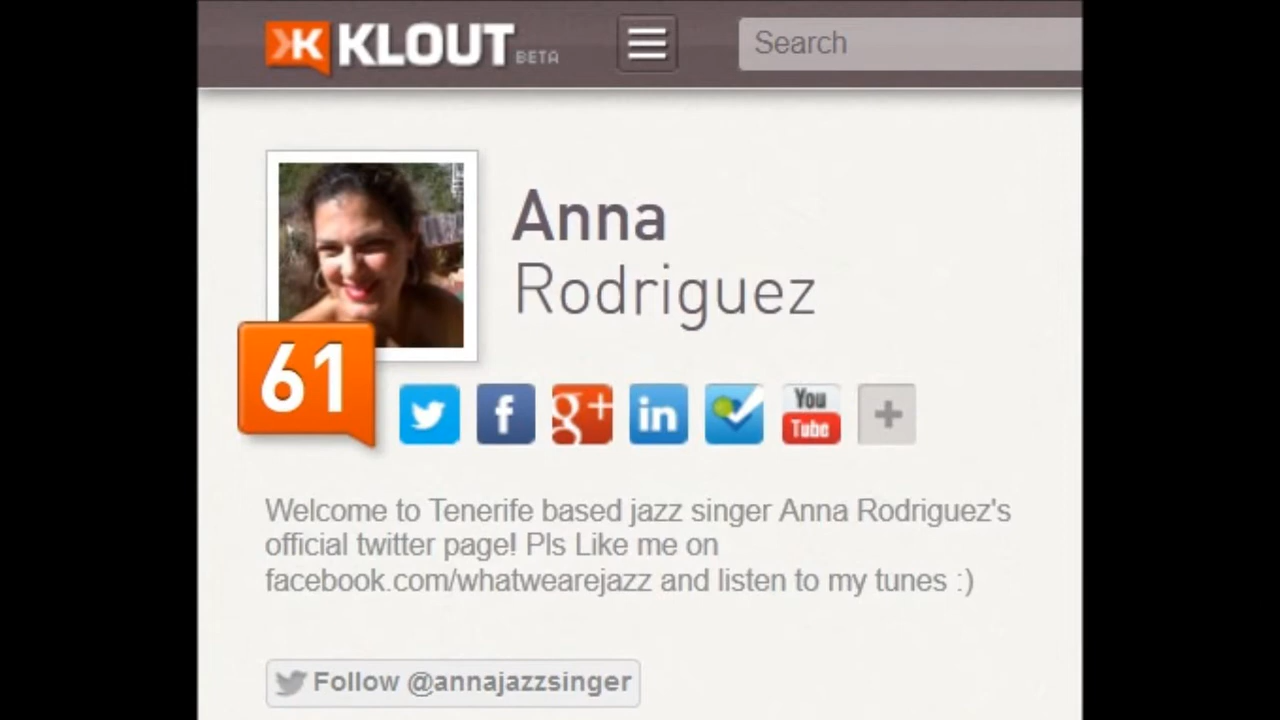 KLOUT BETA
Search
Anna
Rodriguez
61
You
Tube
Welcome to Tenerife based jazz singer Anna Rodriguez's
official twitter page! Pls Like me on
facebook.com/whatwearejazz and listen to my tunes :)
Follow @annajazzsinger